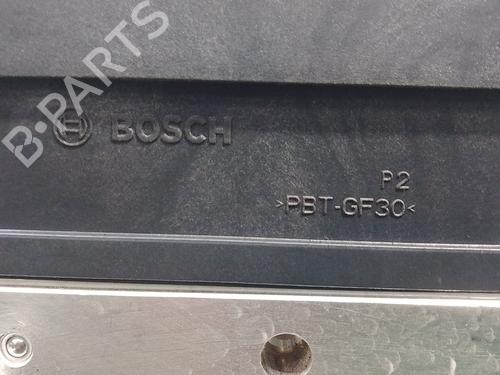 B-PARTS
BOSCH
P2
>PBT-GF30<